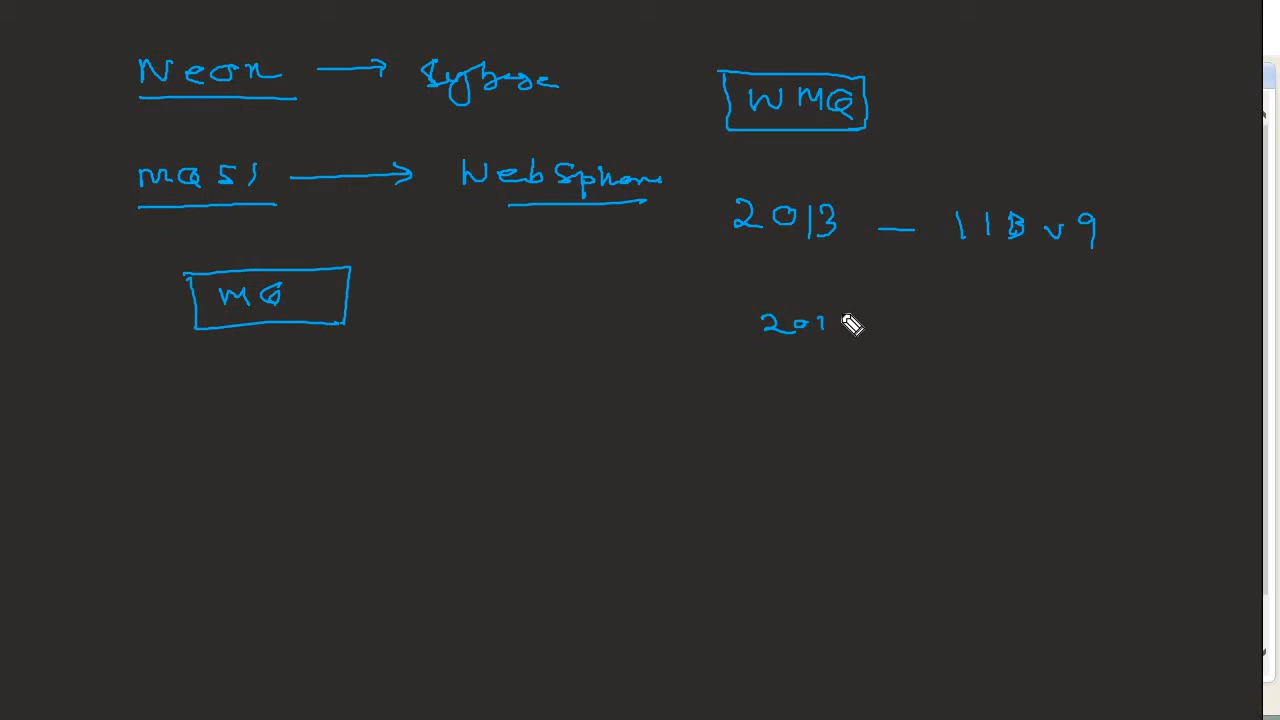 Neon → Sybase
WMQ
MQSI → WebSphere
2013 — IIB v9
MQ
201